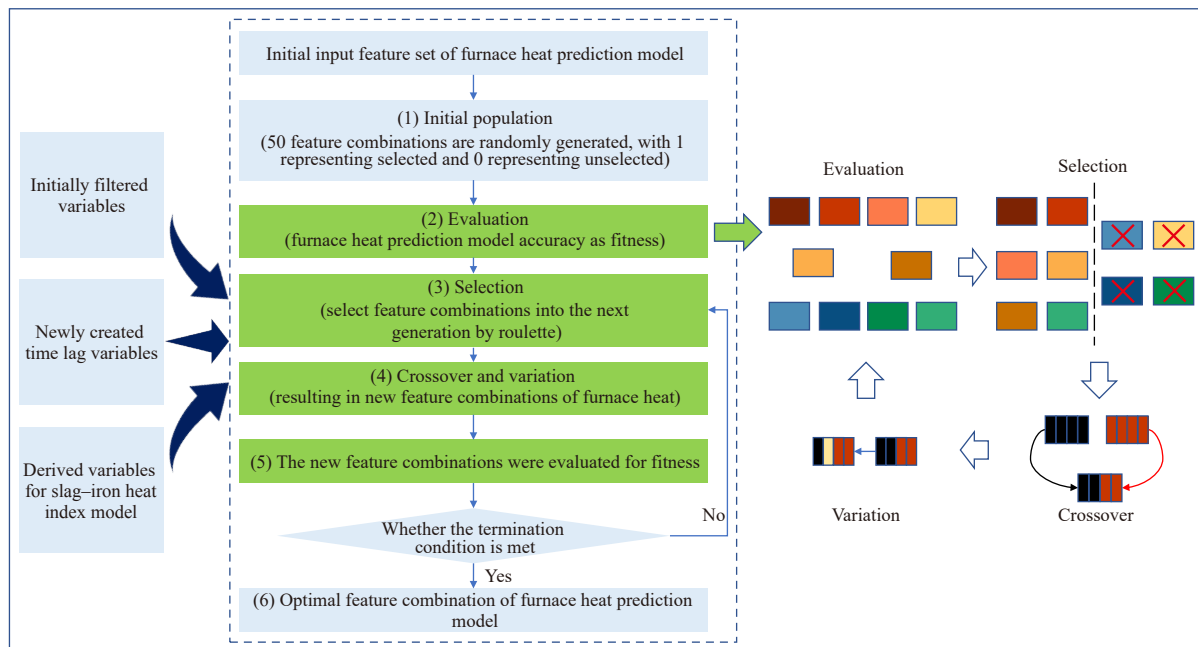 Initial input feature set of furnace heat prediction model
(1) Initial population
(50 feature combinations are randomly generated, with 1
representing selected and 0 representing unselected)
Initially filtered
variables
(2) Evaluation
(furnace heat prediction model accuracy as fitness)
(3) Selection
(select feature combinations into the next
generation by roulette)
Newly created
time lag variables
(4) Crossover and variation
(resulting in new feature combinations of furnace heat)
(5) The new feature combinations were evaluated for fitness
Derived variables
for slag–iron heat
index model
Whether the termination
condition is met
No
Yes
(6) Optimal feature combination of furnace heat prediction
model
Evaluation
Selection
Variation
Crossover